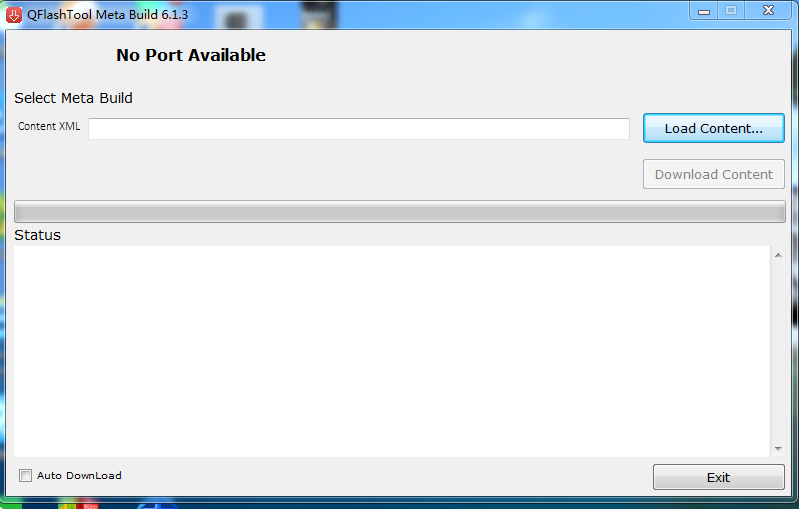 QFlashTool Meta Build 6.1.3
No Port Available
Select Meta Build
Content XML
Load Content...
Download Content
Status
Auto DownLoad
Exit